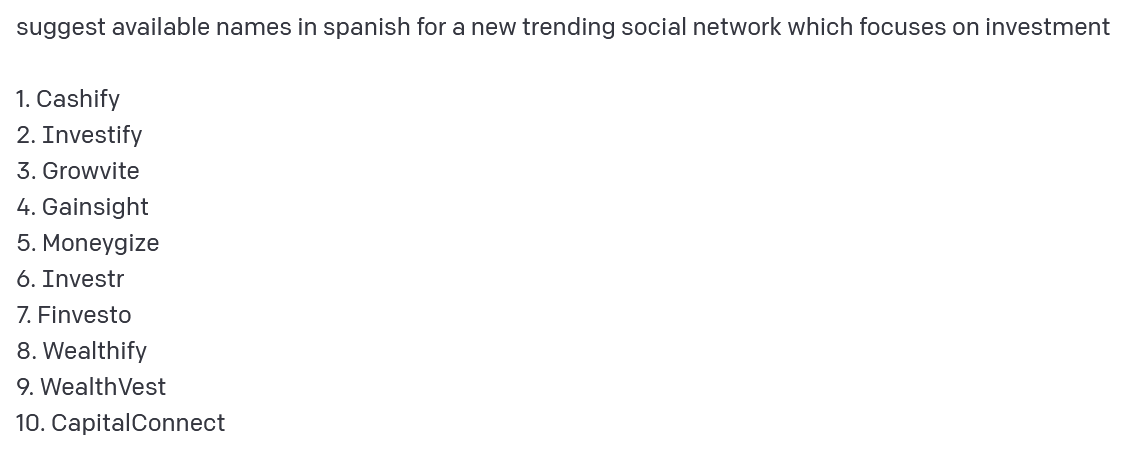 suggest available names in spanish for a new trending social network which focuses on investment
1. Cashify
2. Investify
3. Growvite
4. Gainsight
5. Moneygize
6. Investr
7. Finvesto
8. Wealthify
9. WealthVest
10. CapitalConnect